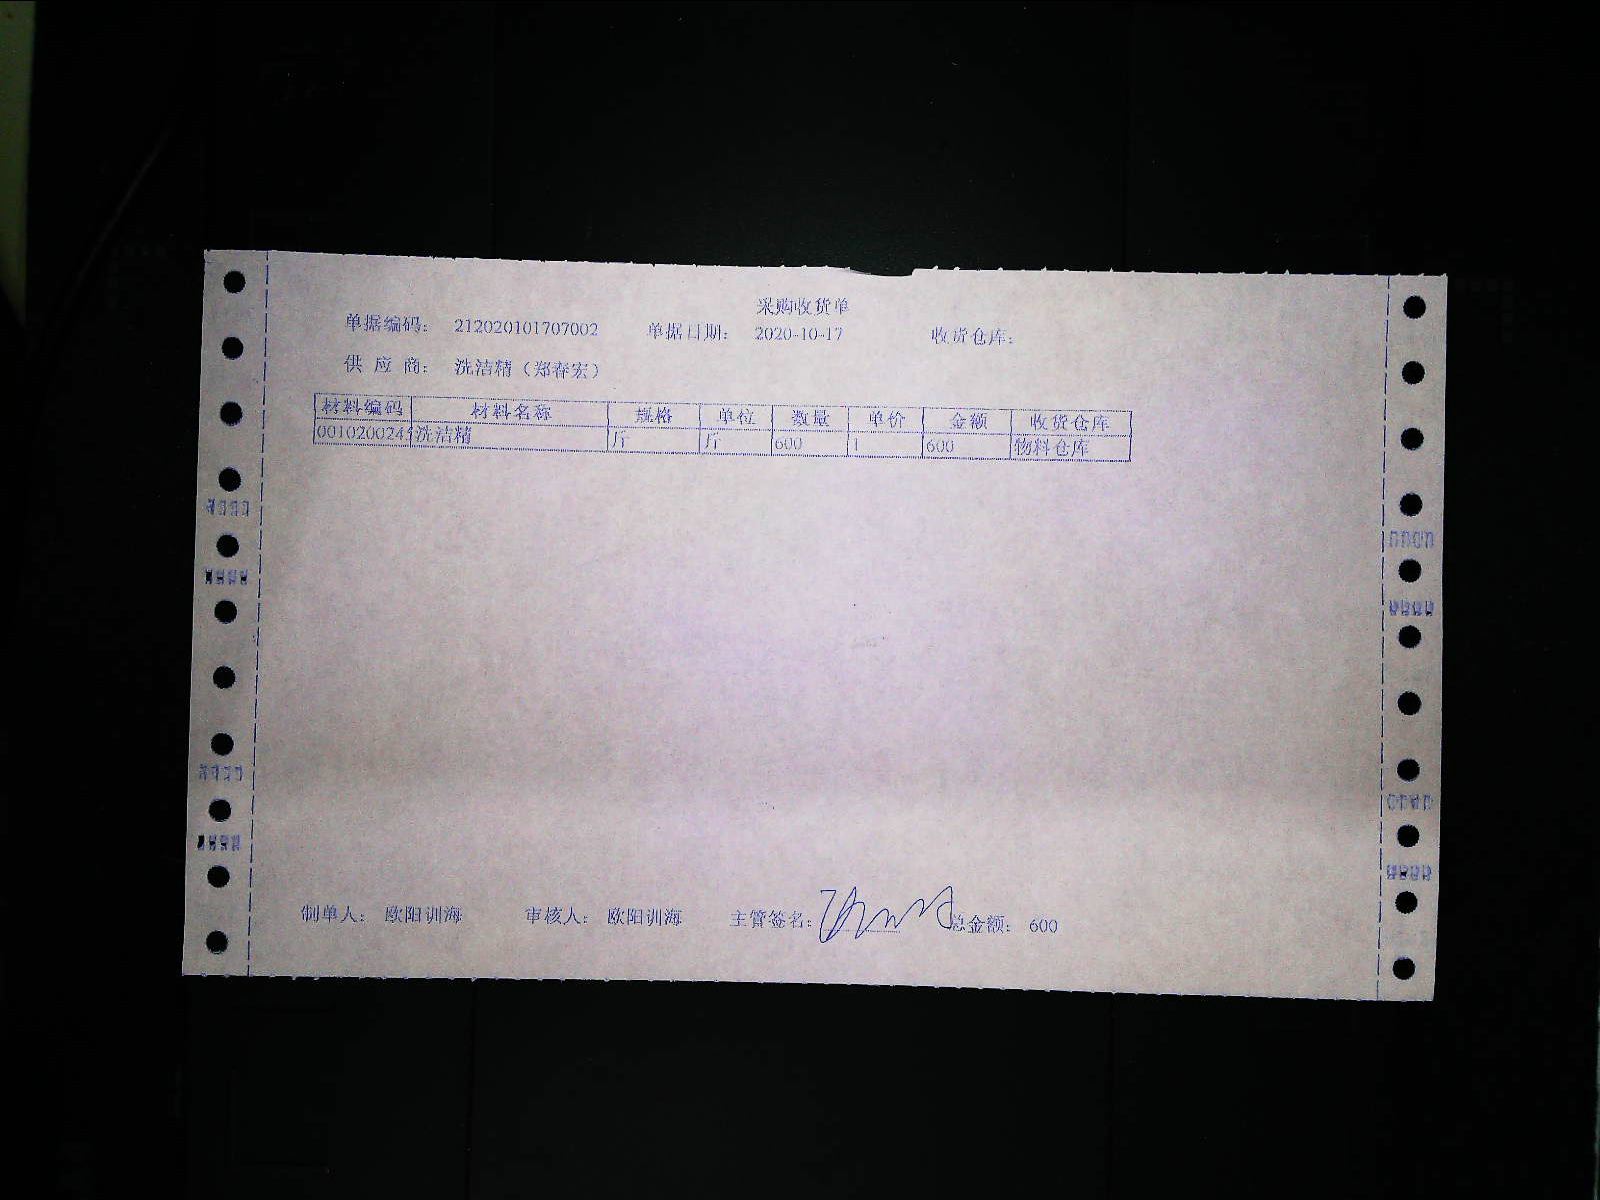 采购收货单
单据编码： 212020101707002 单据日期： 2020-10-17 收货仓库：
供 应 商： 洗洁精（郑春宏）
材料编码 材料名称 规格 单位 数量 单价 金额 收货仓库
001020024 洗洁精 斤 斤 600 1 600 物料仓库
制单人： 欧阳训海 审核人： 欧阳训海 主管签名： 总金额： 600